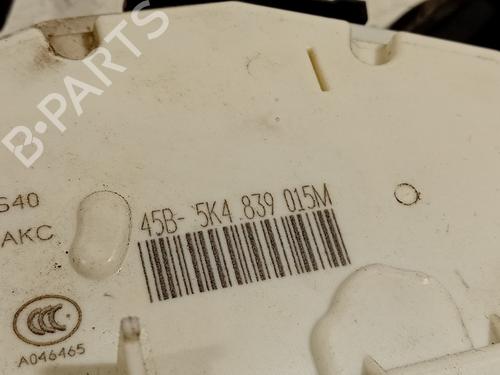 B-PARTS
S40
AKC
45B- 5K4 839 015M
CCC
A046465